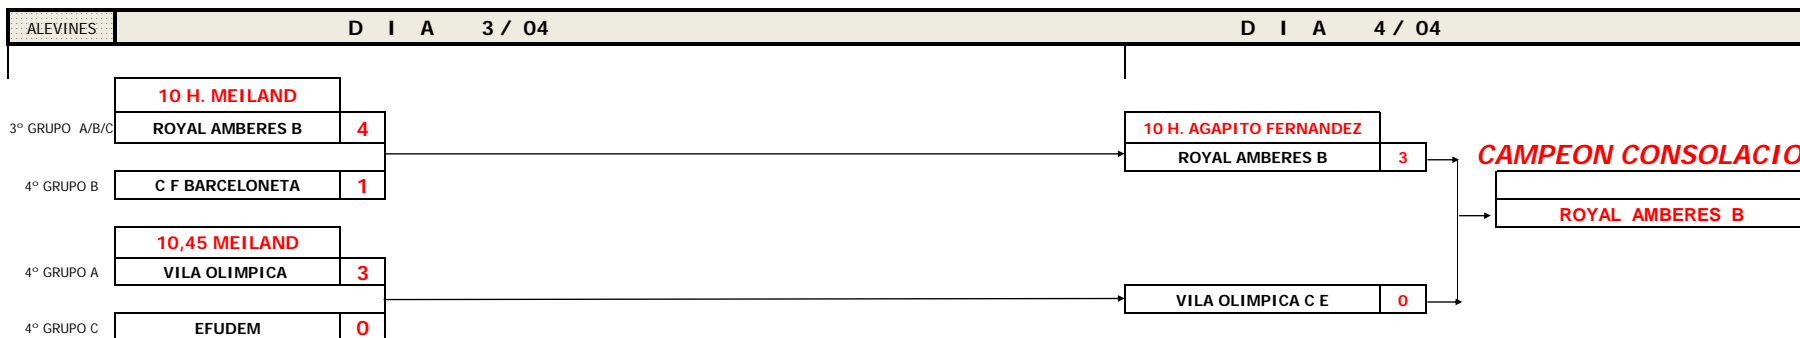 ALEVINES D I A 3 / 04 D I A 4 / 04
10 H. MEILAND
3º GRUPO A/B/C ROYAL AMBERES B 4
10 H. AGAPITO FERNANDEZ
ROYAL AMBERES B 3
CAMPEON CONSOLACIO
4º GRUPO B C F BARCELONETA 1
ROYAL AMBERES B
10,45 MEILAND
4º GRUPO A VILA OLIMPICA 3
VILA OLIMPICA C E 0
4º GRUPO C EFUDEM 0